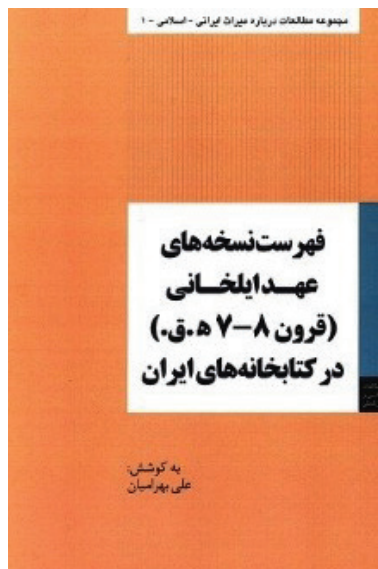 مجموعه مطالعات درباره میراث ایرانی - اسلامی - ۱
فهرست نسخه‌های
عهد ایلخانی
(قرون ۸-۷ ه.ق.)
در کتابخانه‌های ایران
به کوشش:
علی بهرامیان